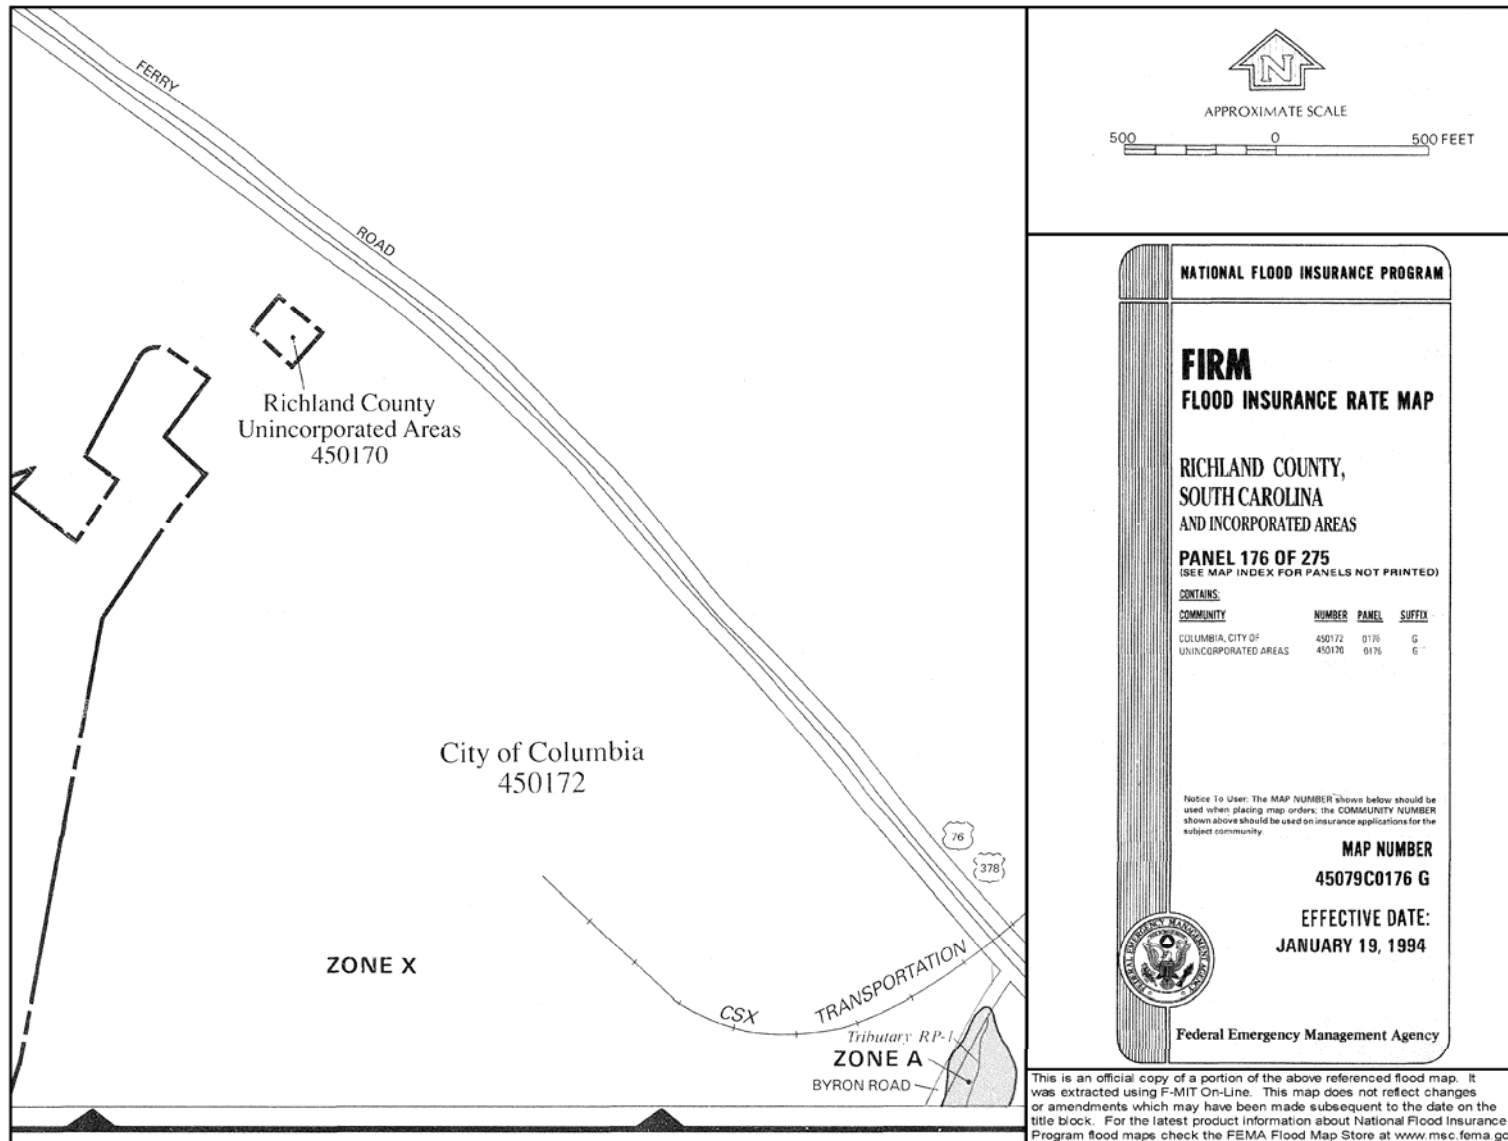 FERRY
ROAD
Richland County
Unincorporated Areas
450170
City of Columbia
450172
76
378
ZONE X
CSX TRANSPORTATION
Tributary RP-1
ZONE A
BYRON ROAD
N
APPROXIMATE SCALE
500 0 500 FEET
NATIONAL FLOOD INSURANCE PROGRAM
FIRM
FLOOD INSURANCE RATE MAP
RICHLAND COUNTY,
SOUTH CAROLINA
AND INCORPORATED AREAS
PANEL 176 OF 275
(SEE MAP INDEX FOR PANELS NOT PRINTED)
CONTAINS:
COMMUNITY NUMBER PANEL SUFFIX
COLUMBIA, CITY OF 450172 0176 G
UNINCORPORATED AREAS 450170 0176 G
Notice To User: The MAP NUMBER shown below should be
used when placing map orders; the COMMUNITY NUMBER
shown above should be used on insurance applications for the
subject community.
MAP NUMBER
45079C0176 G
EFFECTIVE DATE:
JANUARY 19, 1994
FEDERAL EMERGENCY MANAGEMENT AGENCY
Federal Emergency Management Agency
This is an official copy of a portion of the above referenced flood map. It
was extracted using F-MIT On-Line. This map does not reflect changes
or amendments which may have been made subsequent to the date on the
title block. For the latest product information about National Flood Insurance
Program flood maps check the FEMA Flood Map Store at www.msc.fema.go